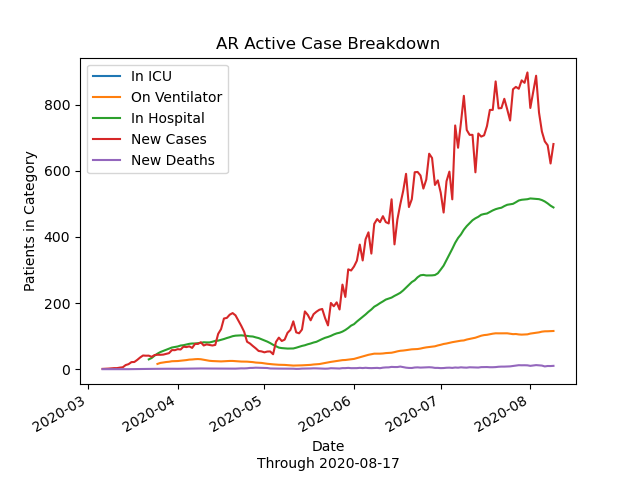 AR Active Case Breakdown
In ICU
On Ventilator
In Hospital
New Cases
New Deaths
Patients in Category
800
600
400
200
0
2020-03
2020-04
2020-05
2020-06
2020-07
2020-08
Date
Through 2020-08-17